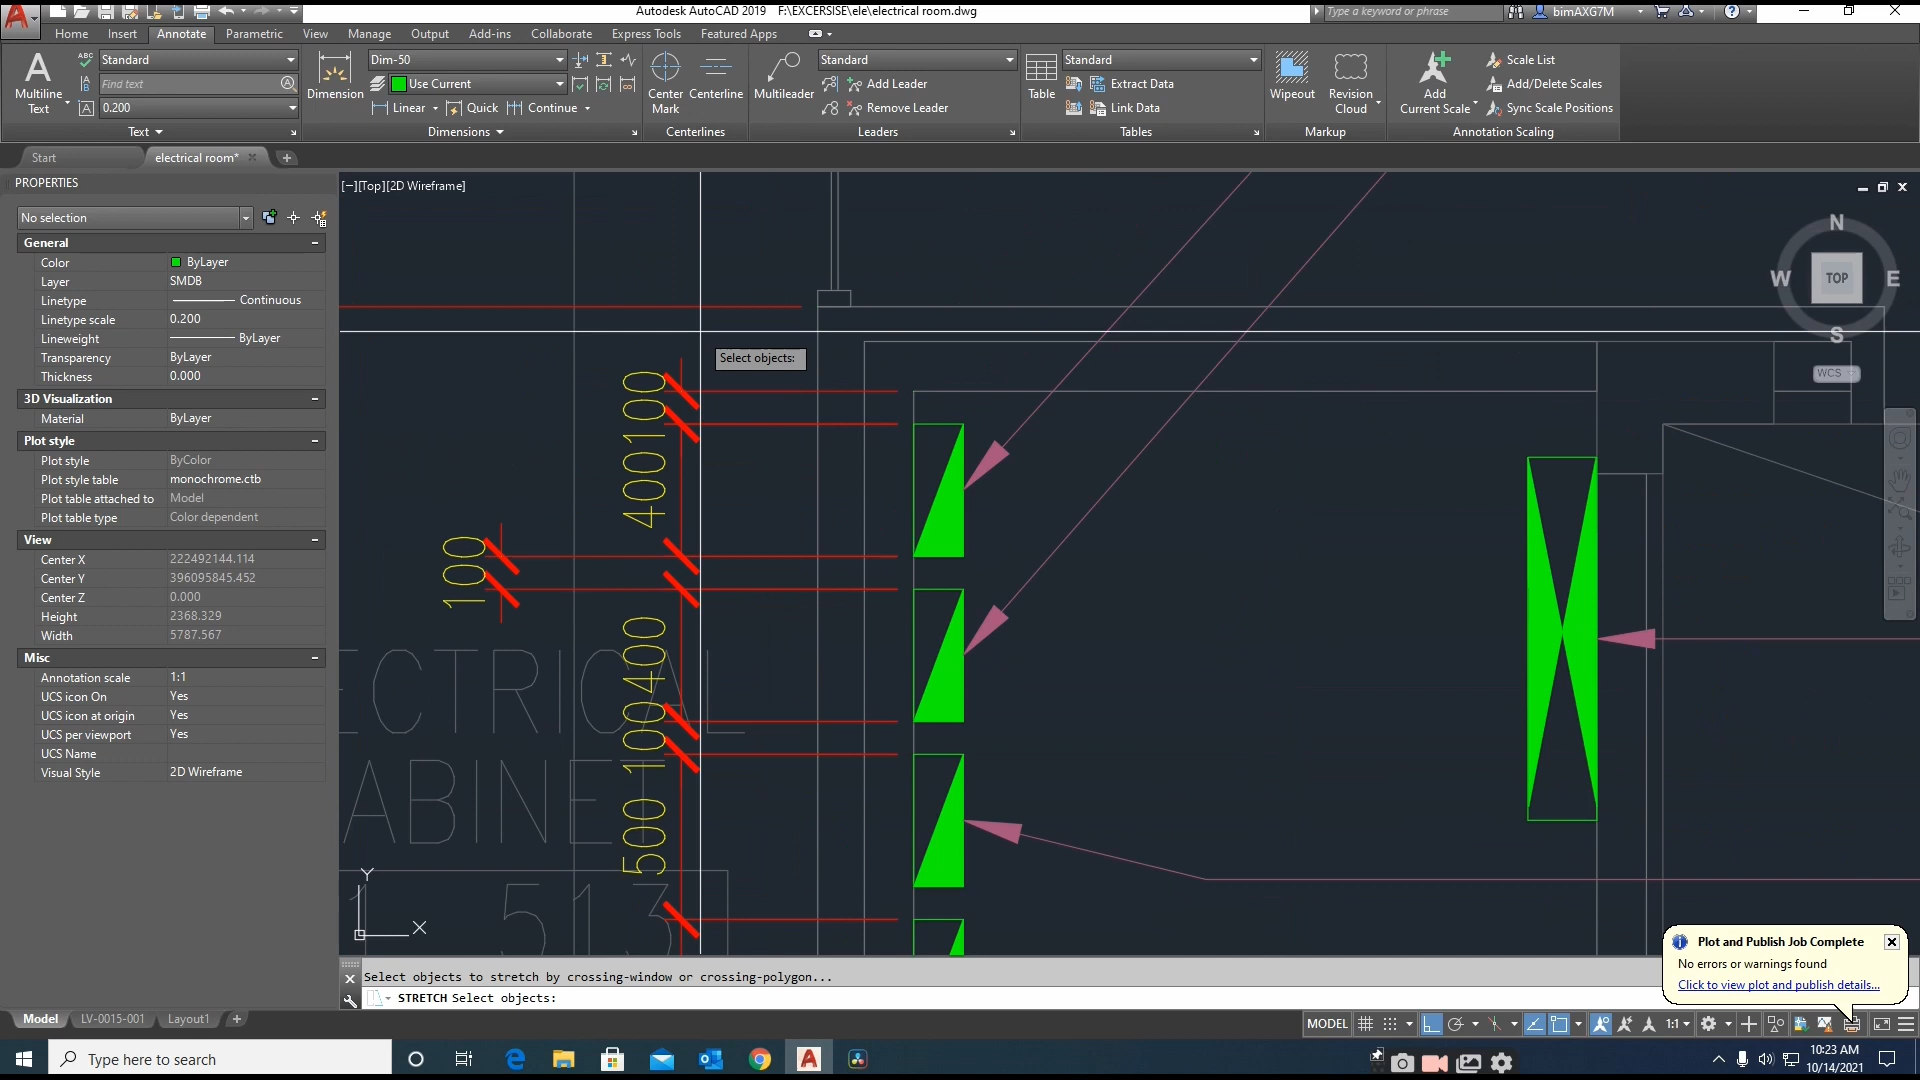 Autodesk AutoCAD 2019   F:\EXCERSISE\ele\electrical room.dwg
Type a keyword or phrase
bimAXG7M
Home Insert Annotate Parametric View Manage Output Add-ins Collaborate Express Tools Featured Apps
Standard
Find text
0.200
Multiline
Text
Text
Dimension
Dim-50
Use Current
Linear
Quick
Continue
Dimensions
Center
Mark
Centerline
Centerlines
Multileader
Standard
Add Leader
Remove Leader
Leaders
Table
Standard
Extract Data
Link Data
Tables
Wipeout
Revision
Cloud
Markup
Add
Current Scale
Scale List
Add/Delete Scales
Sync Scale Positions
Annotation Scaling
Start
electrical room*
PROPERTIES
No selection
General
Color ByLayer
Layer SMDB
Linetype Continuous
Linetype scale 0.200
Lineweight ByLayer
Transparency ByLayer
Thickness 0.000
3D Visualization
Material ByLayer
Plot style
Plot style ByColor
Plot style table monochrome.ctb
Plot table attached to Model
Plot table type Color dependent
View
Center X 222492144.114
Center Y 396095845.452
Center Z 0.000
Height 2368.329
Width 5787.567
Misc
Annotation scale 1:1
UCS icon On Yes
UCS icon at origin Yes
UCS per viewport Yes
UCS Name
Visual Style 2D Wireframe
[−][Top][2D Wireframe]
N
W TOP E
S
WCS
Select objects:
100
400
100
400
100
500
ECTRICAL
ABINET
513
Y
X
Select objects to stretch by crossing-window or crossing-polygon...
STRETCH Select objects:
Plot and Publish Job Complete
No errors or warnings found
Click to view plot and publish details...
Model LV-0015-001 Layout1
MODEL
1:1
Type here to search
10:23 AM
10/14/2021